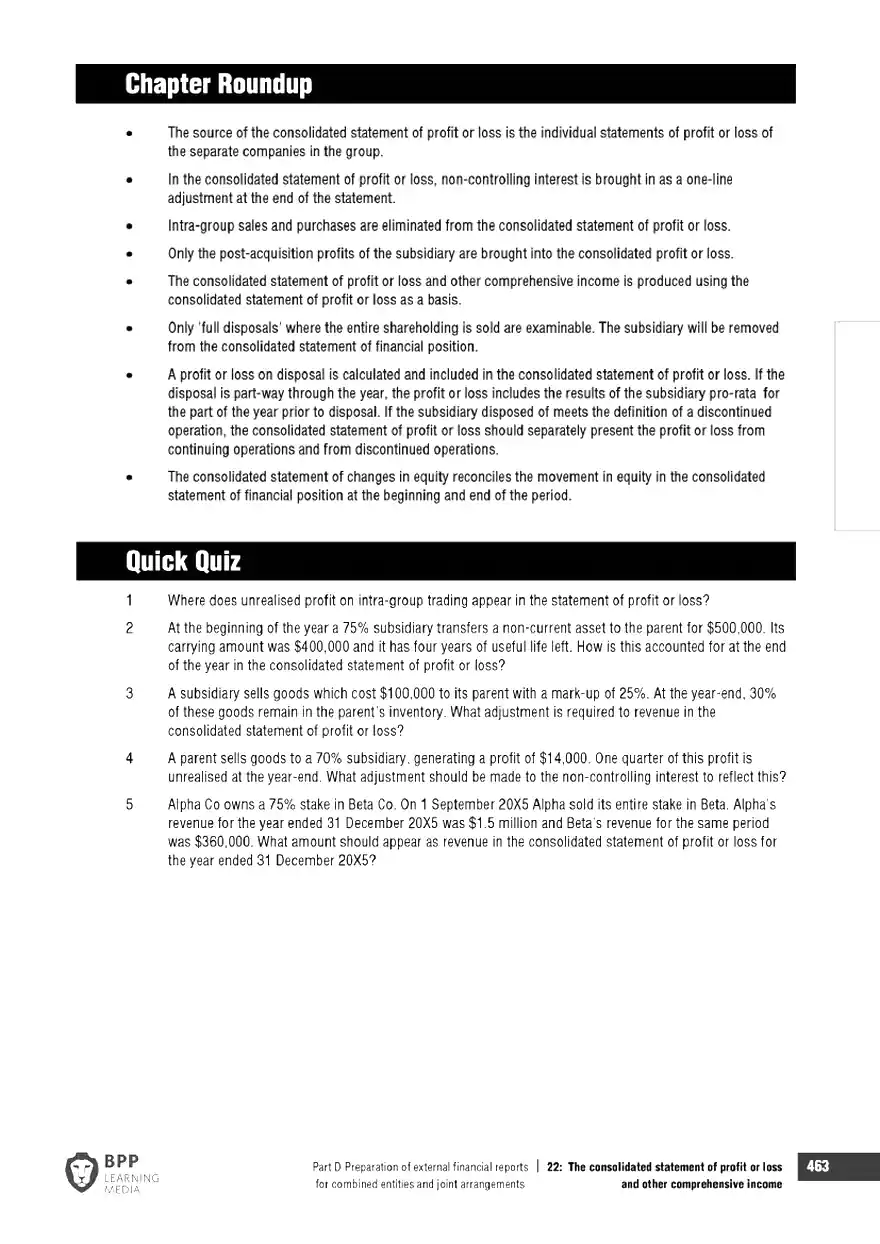 Chapter Roundup
• The source of the consolidated statement of profit or loss is the individual statements of profit or loss of
the separate companies in the group.
• In the consolidated statement of profit or loss, non-controlling interest is brought in as a one-line
adjustment at the end of the statement.
• Intra-group sales and purchases are eliminated from the consolidated statement of profit or loss.
• Only the post-acquisition profits of the subsidiary are brought into the consolidated profit or loss.
• The consolidated statement of profit or loss and other comprehensive income is produced using the
consolidated statement of profit or loss as a basis.
• Only 'full disposals' where the entire shareholding is sold are examinable. The subsidiary will be removed
from the consolidated statement of financial position.
• A profit or loss on disposal is calculated and included in the consolidated statement of profit or loss. If the
disposal is part-way through the year, the profit or loss includes the results of the subsidiary pro-rata for
the part of the year prior to disposal. If the subsidiary disposed of meets the definition of a discontinued
operation, the consolidated statement of profit or loss should separately present the profit or loss from
continuing operations and from discontinued operations.
• The consolidated statement of changes in equity reconciles the movement in equity in the consolidated
statement of financial position at the beginning and end of the period.
Quick Quiz
1 Where does unrealised profit on intra-group trading appear in the statement of profit or loss?
2 At the beginning of the year a 75% subsidiary transfers a non-current asset to the parent for $500,000. Its
carrying amount was $400,000 and it has four years of useful life left. How is this accounted for at the end
of the year in the consolidated statement of profit or loss?
3 A subsidiary sells goods which cost $100,000 to its parent with a mark-up of 25%. At the year-end, 30%
of these goods remain in the parent's inventory. What adjustment is required to revenue in the
consolidated statement of profit or loss?
4 A parent sells goods to a 70% subsidiary, generating a profit of $14,000. One quarter of this profit is
unrealised at the year-end. What adjustment should be made to the non-controlling interest to reflect this?
5 Alpha Co owns a 75% stake in Beta Co. On 1 September 20X5 Alpha sold its entire stake in Beta. Alpha's
revenue for the year ended 31 December 20X5 was $1.5 million and Beta's revenue for the same period
was $360,000. What amount should appear as revenue in the consolidated statement of profit or loss for
the year ended 31 December 20X5?
BPP
LEARNING
MEDIA
Part D Preparation of external financial reports | 22: The consolidated statement of profit or loss 463
for combined entities and joint arrangements and other comprehensive income